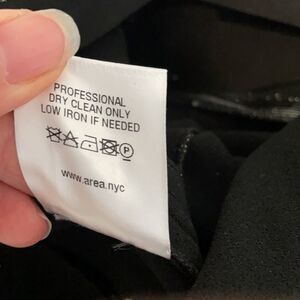 PROFESSIONAL
DRY CLEAN ONLY
LOW IRON IF NEEDED
P
www.area.nyc